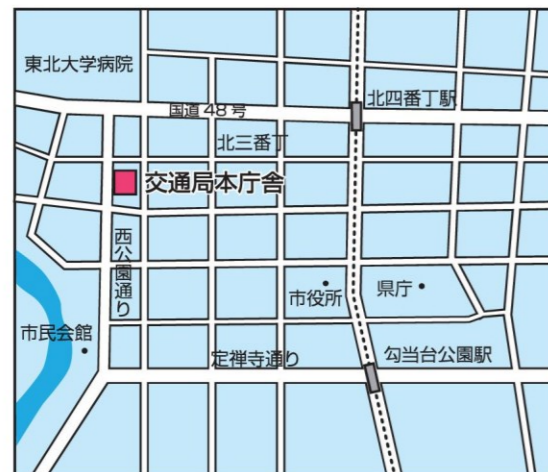 東北大学病院
北四番丁駅
国道48号
北三番丁
交通局本庁舎
西公園通り
市役所
県庁
市民会館
定禅寺通り
勾当台公園駅